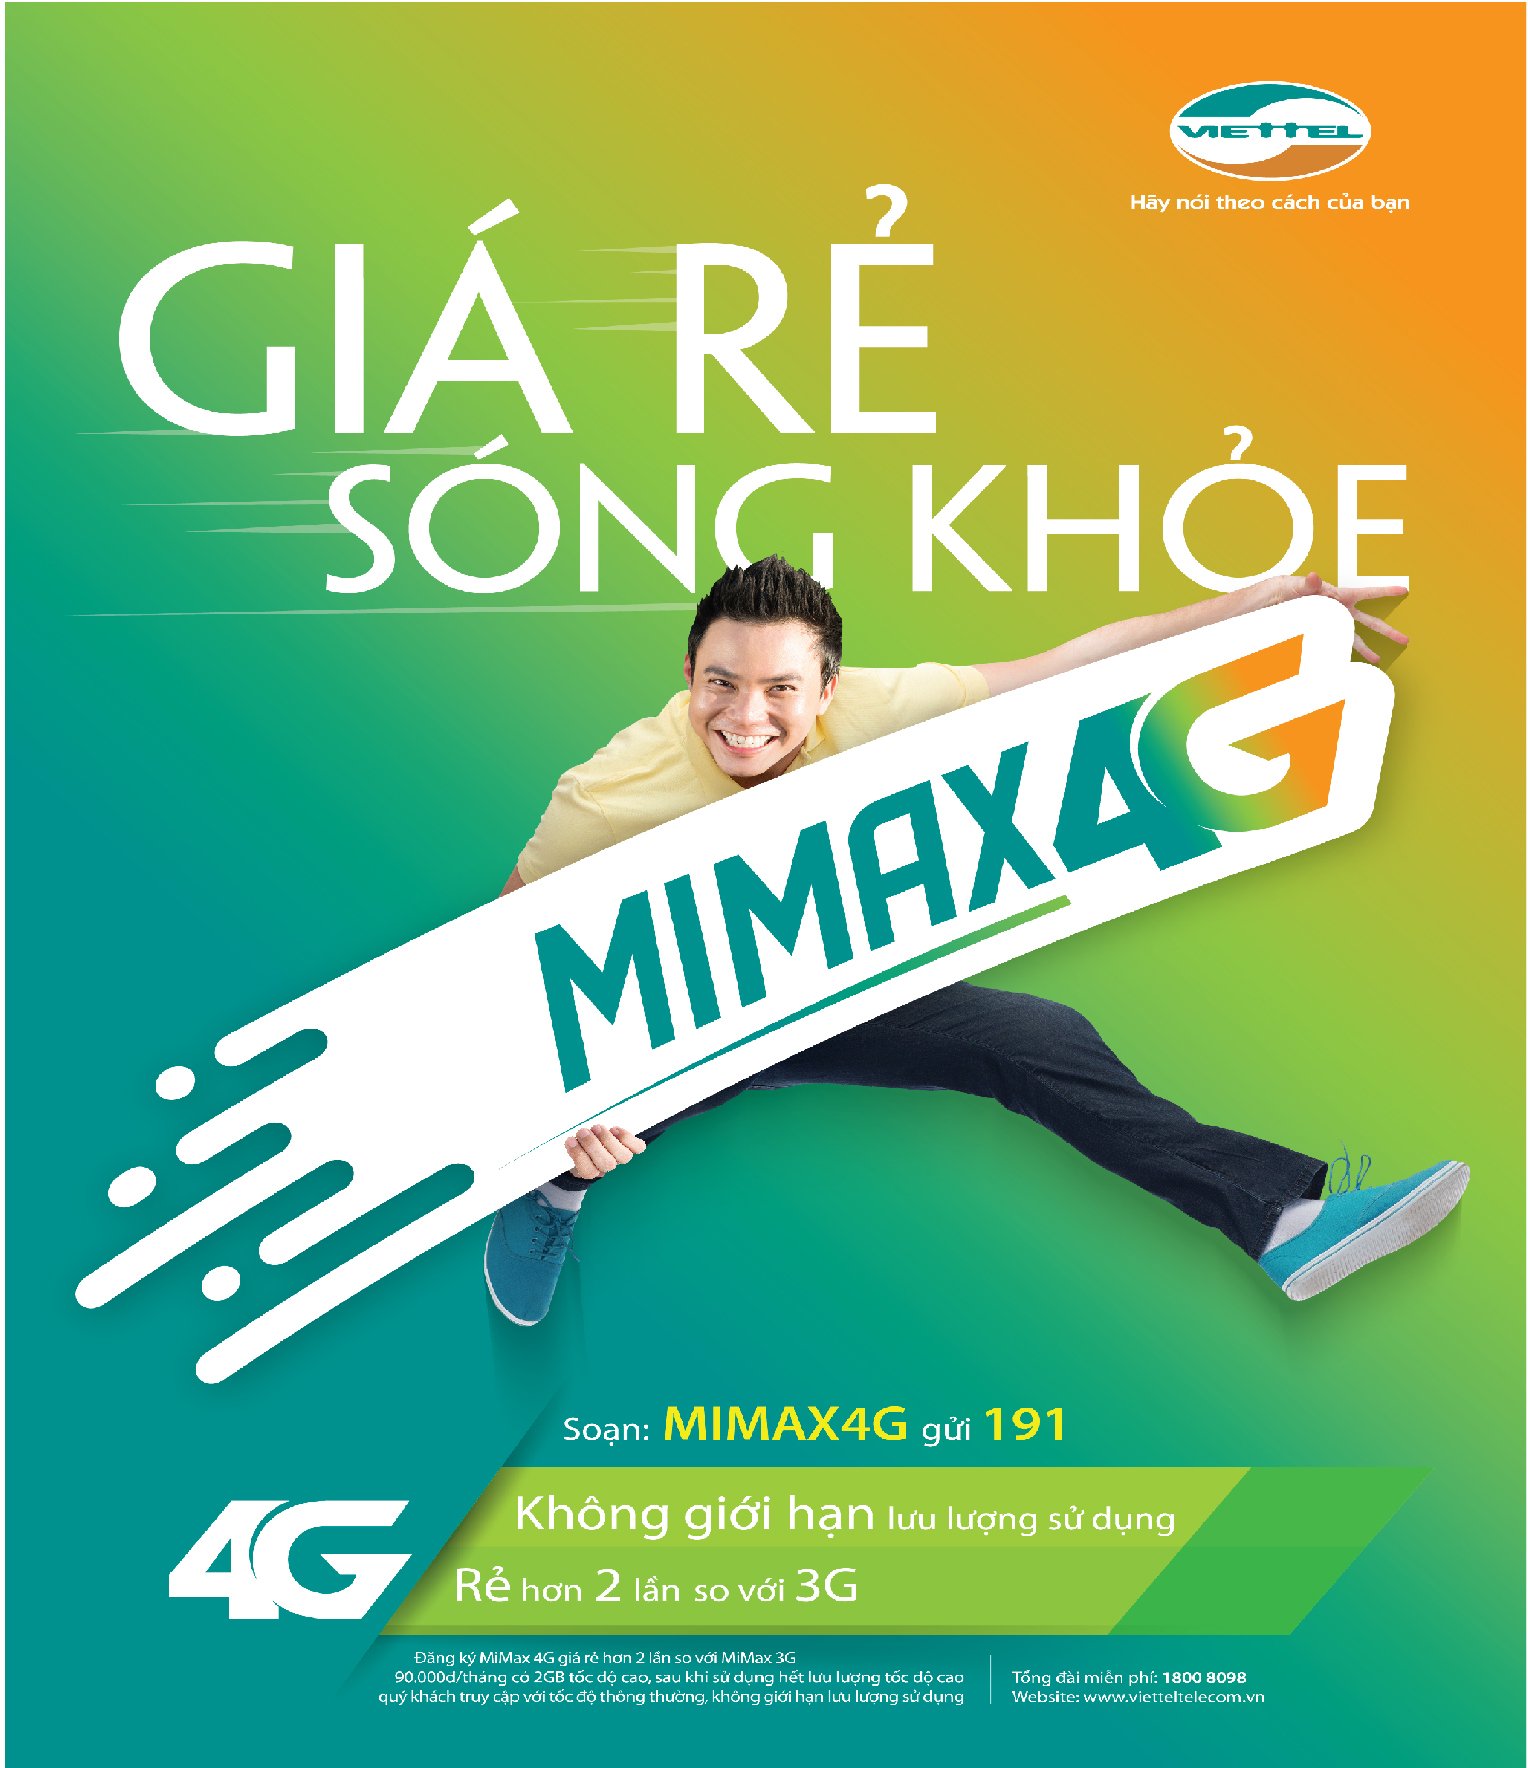 VIETTEL
Hãy nói theo cách của bạn
GIÁ RẺ
SÓNG KHỎE
MIMAX4G
Soạn: MIMAX4G gửi 191
4G
Không giới hạn lưu lượng sử dụng
Rẻ hơn 2 lần so với 3G
Đăng ký MiMax 4G giá rẻ hơn 2 lần so với MiMax 3G
90.000đ/tháng có 2GB tốc độ cao, sau khi sử dụng hết lưu lượng tốc độ cao
quý khách truy cập với tốc độ thông thường, không giới hạn lưu lượng sử dụng
Tổng đài miễn phí: 1800 8098
Website: www.vietteltelecom.vn